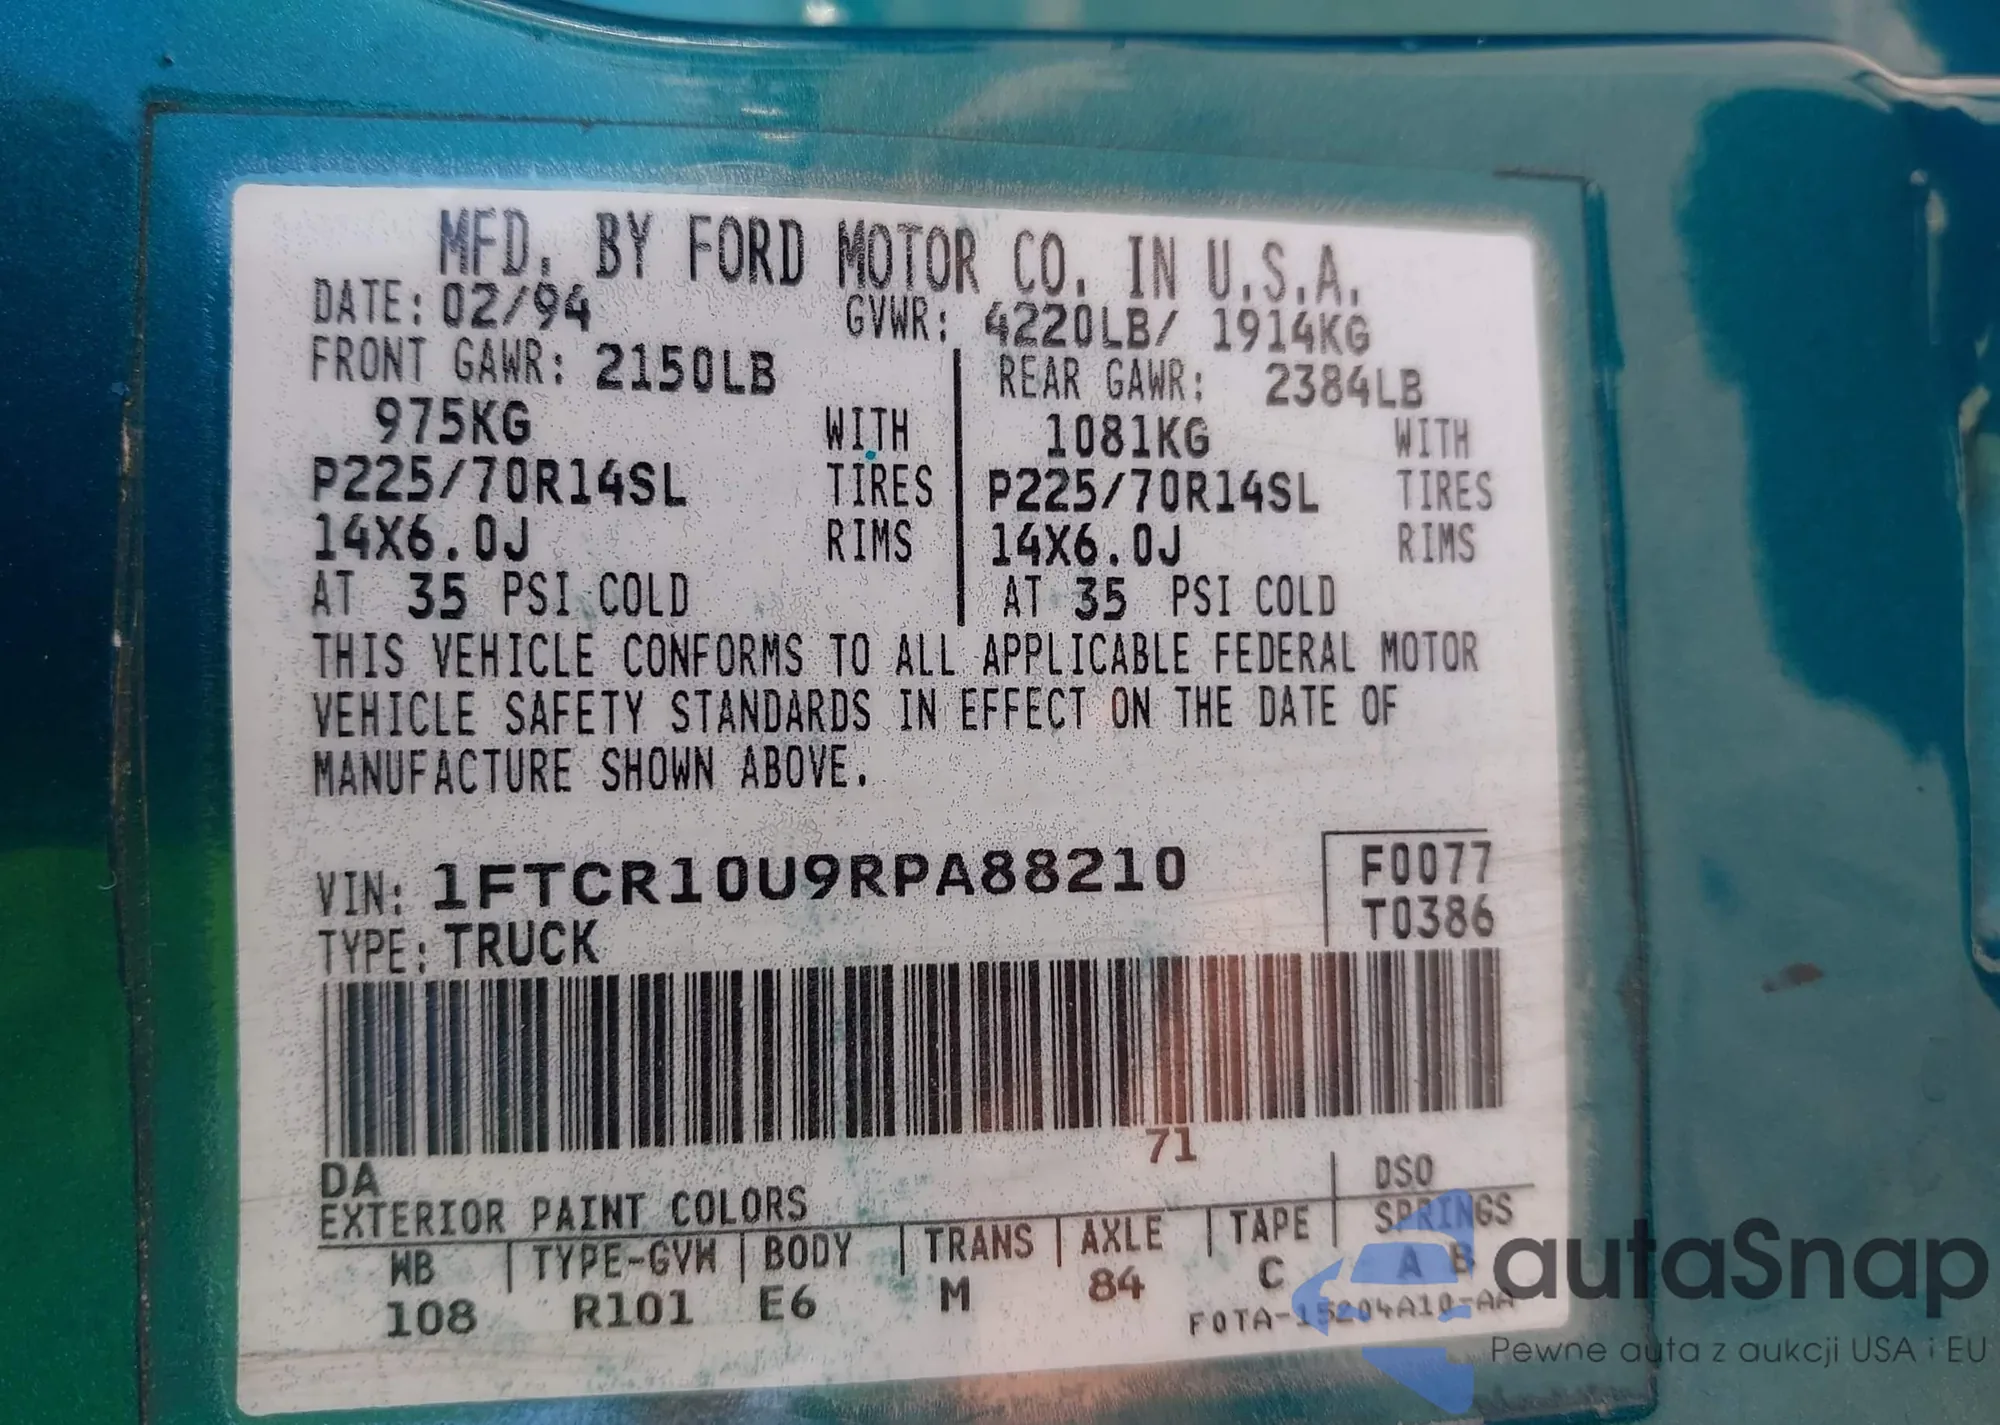 MFD. BY FORD MOTOR CO. IN U.S.A.
DATE: 02/94 GVWR: 4220LB/ 1914KG
FRONT GAWR: 2150LB REAR GAWR: 2384LB
975KG WITH 1081KG WITH
P225/70R14SL TIRES P225/70R14SL TIRES
14X6.0J RIMS 14X6.0J RIMS
AT 35 PSI COLD AT 35 PSI COLD
THIS VEHICLE CONFORMS TO ALL APPLICABLE FEDERAL MOTOR
VEHICLE SAFETY STANDARDS IN EFFECT ON THE DATE OF
MANUFACTURE SHOWN ABOVE.
VIN: 1FTCR10U9RPA88210 F0077
TYPE: TRUCK T0386
71
DA DSO
EXTERIOR PAINT COLORS SPRINGS
WB TYPE-GVW BODY TRANS AXLE TAPE A B
108 R101 E6 M 84 C
F0TA-15204A10-AA
autaSnap
Pewne auta z aukcji USA i EU